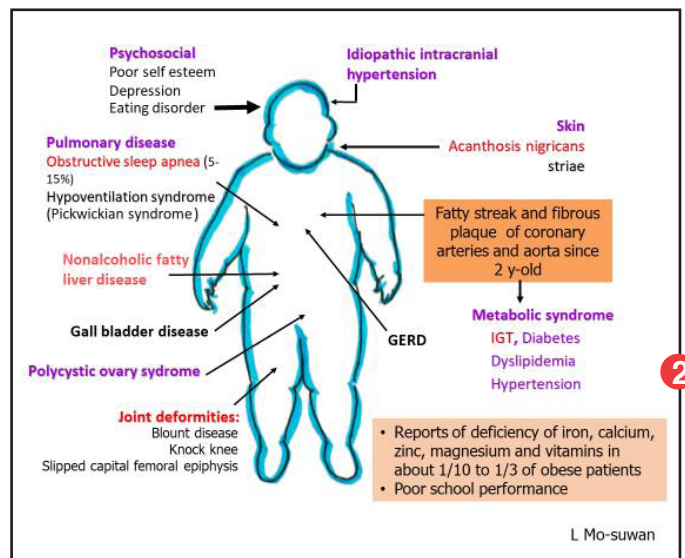 Psychosocial
Poor self esteem
Depression
Eating disorder
Idiopathic intracranial
hypertension
Pulmonary disease
Obstructive sleep apnea (5-
15%)
Hypoventilation syndrome
(Pickwickian syndrome)
Skin
Acanthosis nigricans
striae
Fatty streak and fibrous
plaque of coronary
arteries and aorta since
2 y-old
Nonalcoholic fatty
liver disease
Gall bladder disease
GERD
Metabolic syndrome
IGT, Diabetes
Dyslipidemia
Hypertension
2
Polycystic ovary sydrome
Joint deformities:
Blount disease
Knock knee
Slipped capital femoral epiphysis
• Reports of deficiency of iron, calcium,
zinc, magnesium and vitamins in
about 1/10 to 1/3 of obese patients
• Poor school performance
L Mo-suwan